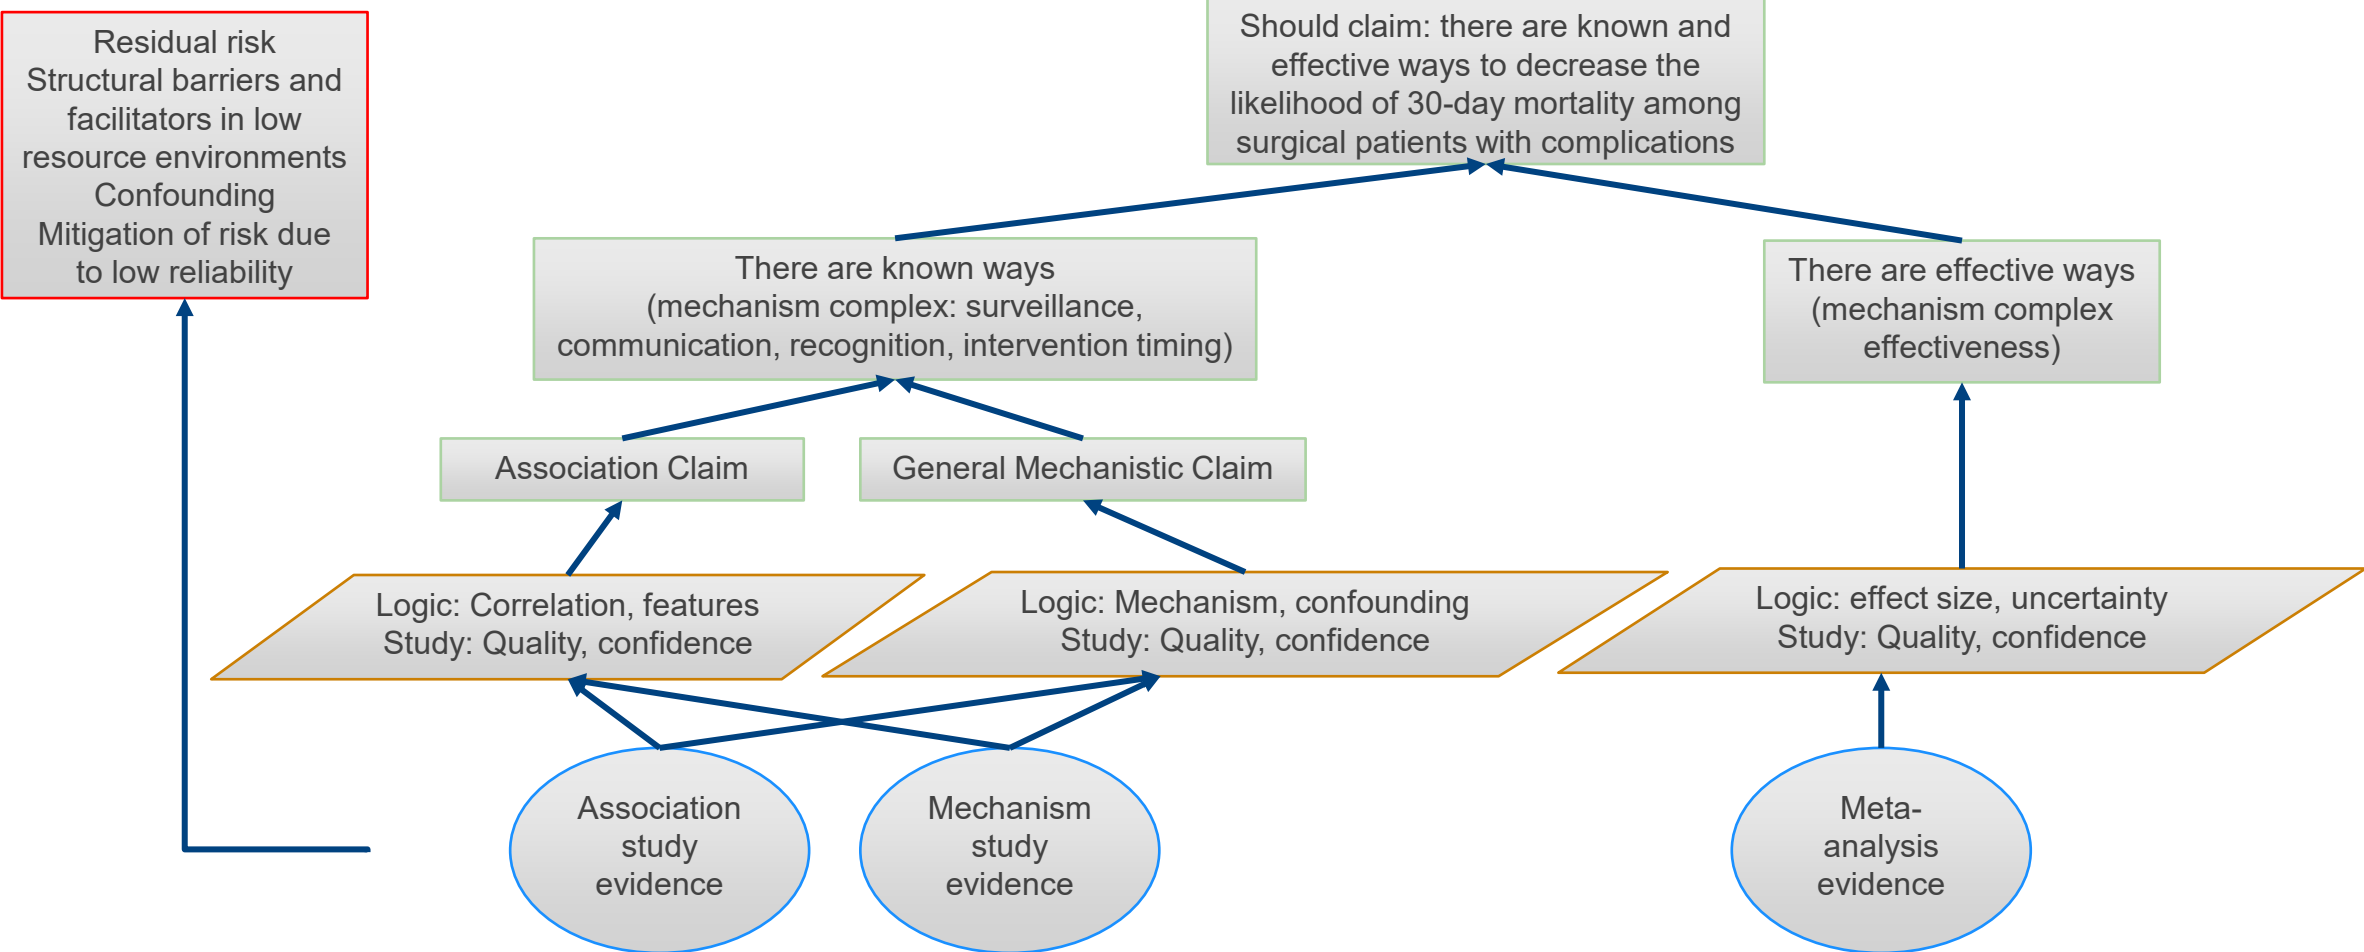 Residual risk
Structural barriers and
facilitators in low
resource environments
Confounding
Mitigation of risk due
to low reliability
Should claim: there are known and
effective ways to decrease the
likelihood of 30-day mortality among
surgical patients with complications
There are known ways
(mechanism complex: surveillance,
communication, recognition, intervention timing)
There are effective ways
(mechanism complex
effectiveness)
Association Claim
General Mechanistic Claim
Logic: Correlation, features
Study: Quality, confidence
Logic: Mechanism, confounding
Study: Quality, confidence
Logic: effect size, uncertainty
Study: Quality, confidence
Association
study
evidence
Mechanism
study
evidence
Meta-
analysis
evidence